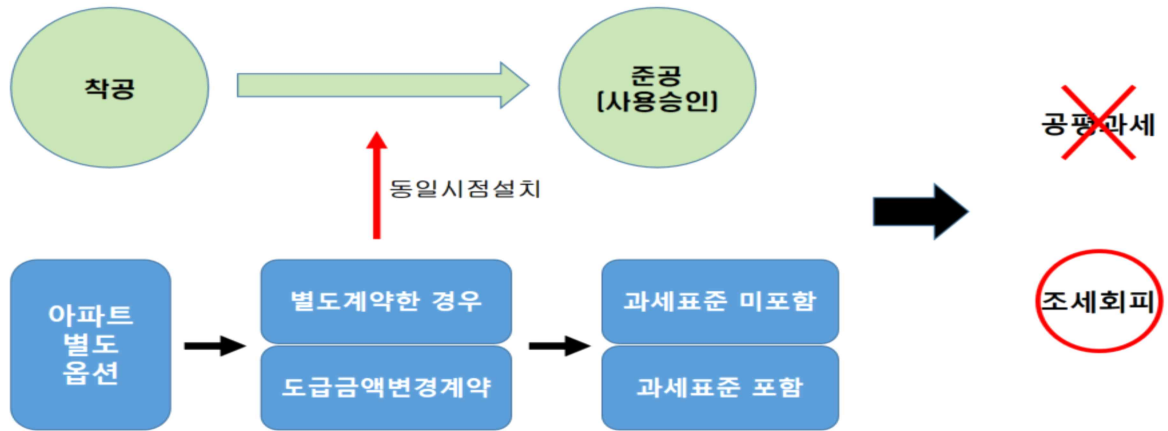 착공
준공
[사용승인]
공평과세
동일시점설치
아파트
별도
옵션
별도계약한 경우
도급금액변경계약
과세표준 미포함
과세표준 포함
조세회피